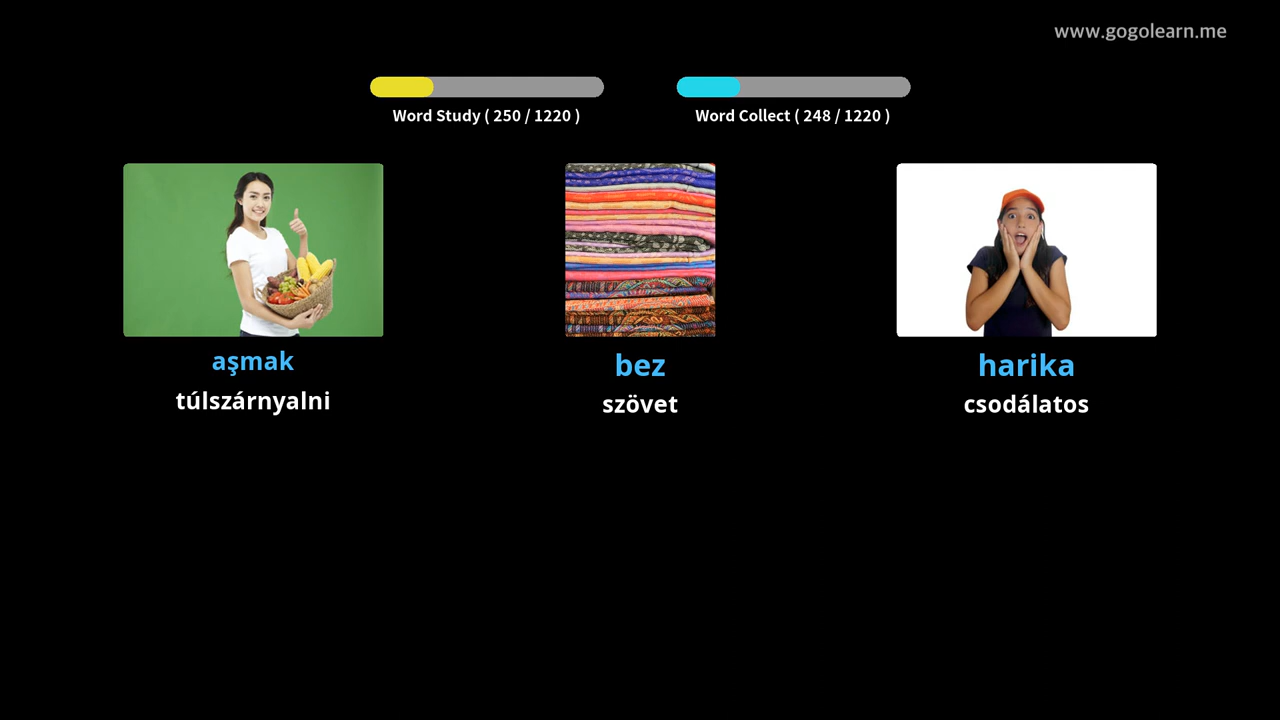 www.gogolearn.me
Word Study ( 250 / 1220 )
Word Collect ( 248 / 1220 )
aşmak
túlszárnyalni
bez
szövet
harika
csodálatos